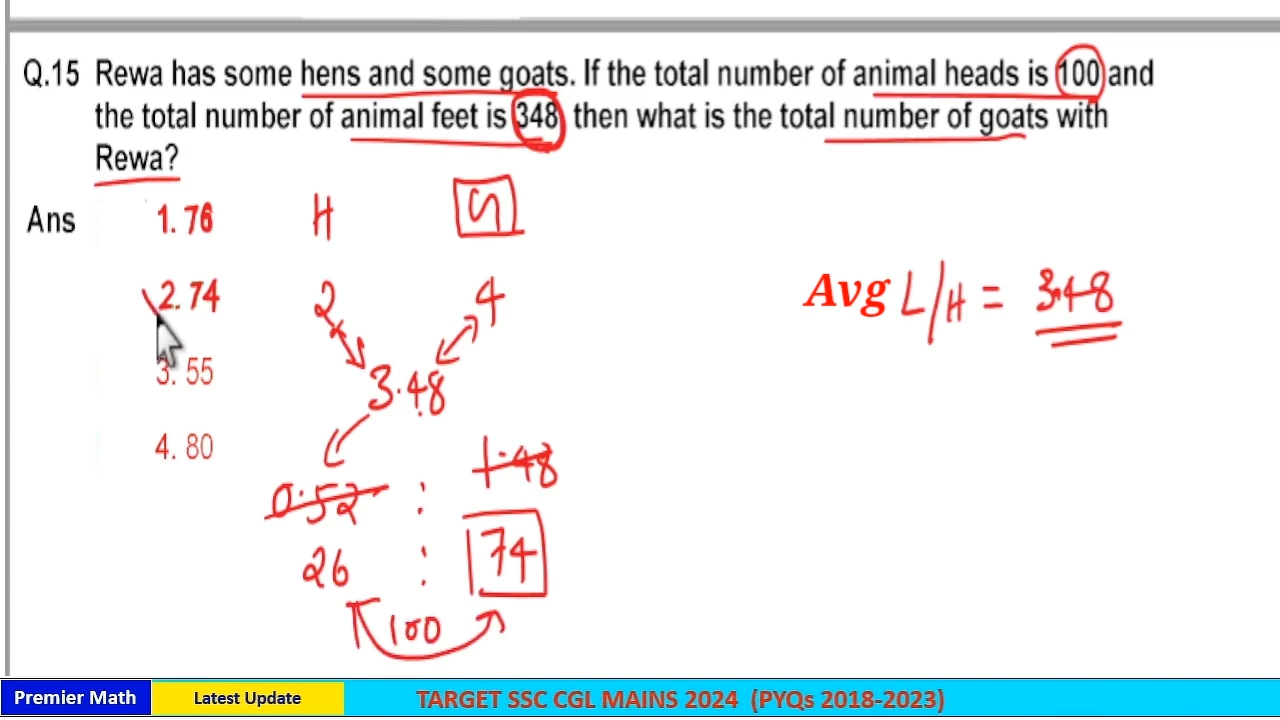 Q.15 Rewa has some hens and some goats. If the total number of animal heads is 100 and
the total number of animal feet is 348 then what is the total number of goats with
Rewa?
Ans 1. 76 H G
2. 74 2 4 Avg L/H = 3.48
3. 55 3.48
4. 80
0.52 : 1.48
26 : 74
100
Premier Math Latest Update TARGET SSC CGL MAINS 2024 (PYQs 2018-2023)